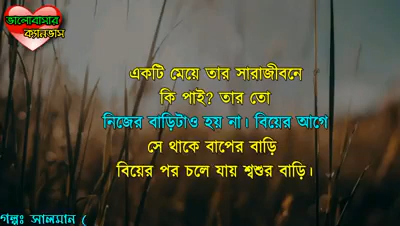 ভালোবাসার
ক্যানভাস
একটি মেয়ে তার সারাজীবনে
কি পাই? তার তো
নিজের বাড়িটাও হয় না। বিয়ের আগে
সে থাকে বাপের বাড়ি
বিয়ের পর চলে যায় শ্বশুর বাড়ি।
গল্পঃ সালমান (